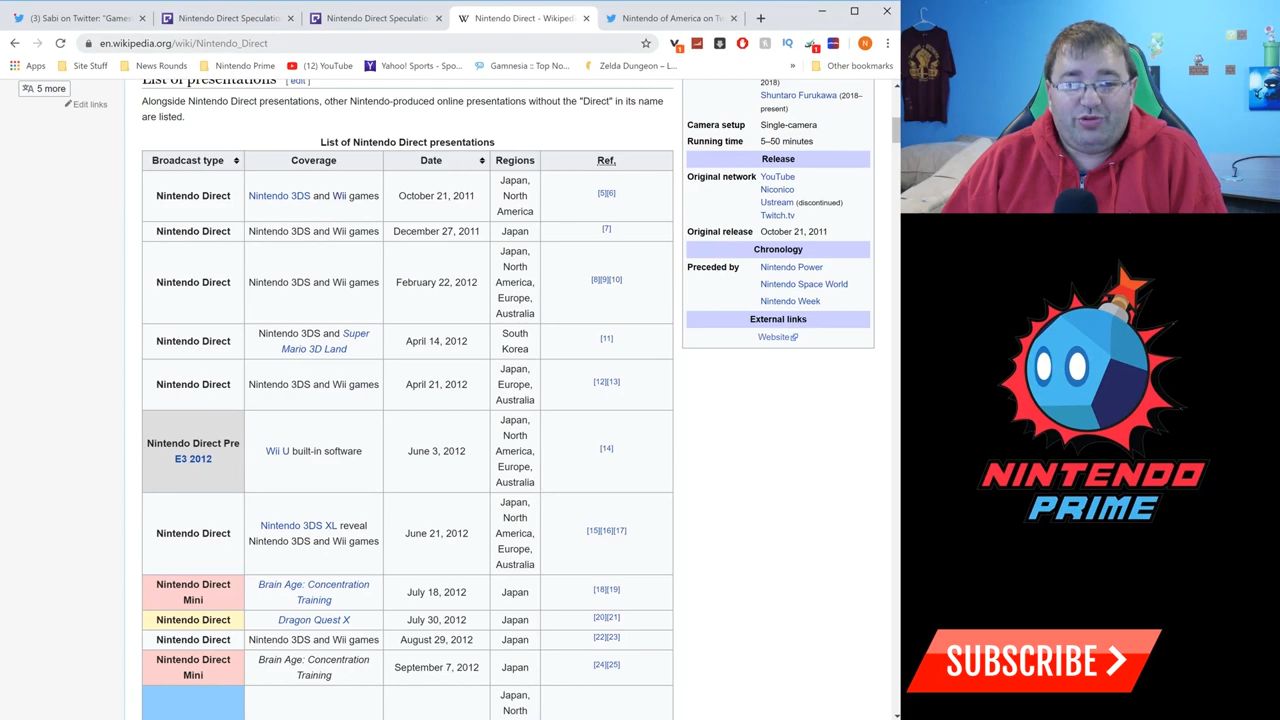 (3) Sabi on Twitter: "Games
Nintendo Direct Speculatio
Nintendo Direct Speculatio
Nintendo Direct - Wikiped
Nintendo of America on Tw
en.wikipedia.org/wiki/Nintendo_Direct
Apps
Site Stuff
News Rounds
Nintendo Prime
(12) YouTube
Yahoo! Sports - Spo...
Gamnesia :: Top No...
Zelda Dungeon – L...
»
Other bookmarks
5 more
Edit links
List of presentations [ edit ]
Alongside Nintendo Direct presentations, other Nintendo-produced online presentations without the "Direct" in its name
are listed.
List of Nintendo Direct presentations
Broadcast type Coverage Date Regions Ref.
Nintendo Direct Nintendo 3DS and Wii games October 21, 2011 Japan,
North
America [5][6]
Nintendo Direct Nintendo 3DS and Wii games December 27, 2011 Japan [7]
Nintendo Direct Nintendo 3DS and Wii games February 22, 2012 Japan,
North
America,
Europe,
Australia [8][9][10]
Nintendo Direct Nintendo 3DS and Super
Mario 3D Land April 14, 2012 South
Korea [11]
Nintendo Direct Nintendo 3DS and Wii games April 21, 2012 Japan,
Europe,
Australia [12][13]
Nintendo Direct Pre
E3 2012 Wii U built-in software June 3, 2012 Japan,
North
America,
Europe,
Australia [14]
Nintendo Direct Nintendo 3DS XL reveal
Nintendo 3DS and Wii games June 21, 2012 Japan,
North
America,
Europe,
Australia [15][16][17]
Nintendo Direct
Mini Brain Age: Concentration
Training July 18, 2012 Japan [18][19]
Nintendo Direct Dragon Quest X July 30, 2012 Japan [20][21]
Nintendo Direct Nintendo 3DS and Wii games August 29, 2012 Japan [22][23]
Nintendo Direct
Mini Brain Age: Concentration
Training September 7, 2012 Japan [24][25]
Japan,
North
2018)
Shuntaro Furukawa (2018–
present)
Camera setup Single-camera
Running time 5–50 minutes
Release
Original network YouTube
Niconico
Ustream (discontinued)
Twitch.tv
Original release October 21, 2011
Chronology
Preceded by Nintendo Power
Nintendo Space World
Nintendo Week
External links
Website
NINTENDO
PRIME
SUBSCRIBE